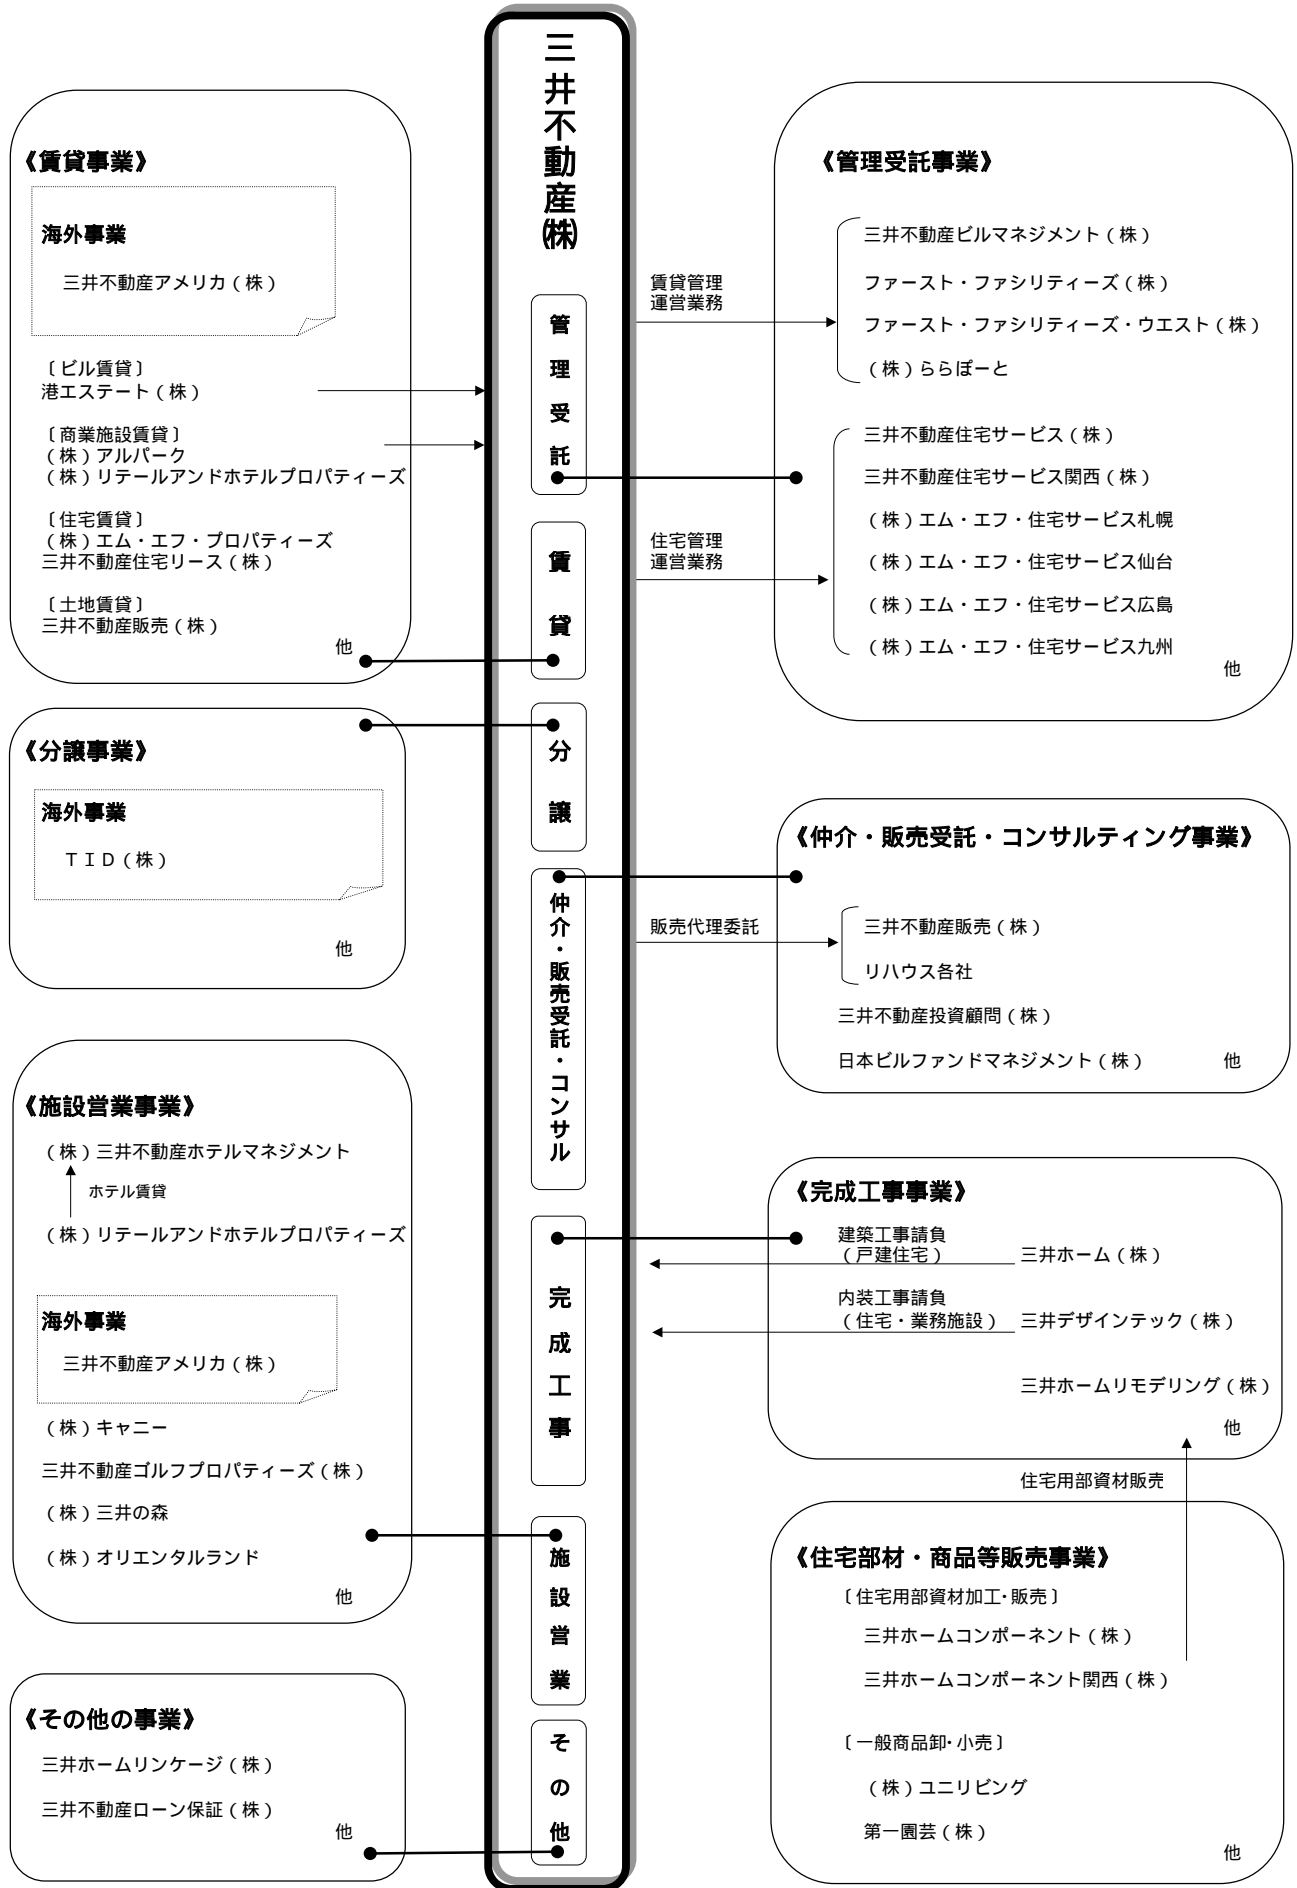 三井不動産㈱
管理受託
賃貸
分譲
仲介・販売受託・コンサル
完成工事
施設営業
その他
《賃貸事業》
海外事業
三井不動産アメリカ（株）
〔ビル賃貸〕
港エステート（株）
〔商業施設賃貸〕
（株）アルパーク
（株）リテールアンドホテルプロパティーズ
〔住宅賃貸〕
（株）エム・エフ・プロパティーズ
三井不動産住宅リース（株）
〔土地賃貸〕
三井不動産販売（株）
他
《分譲事業》
海外事業
ＴＩＤ（株）
他
《施設営業事業》
（株）三井不動産ホテルマネジメント
ホテル賃貸
（株）リテールアンドホテルプロパティーズ
海外事業
三井不動産アメリカ（株）
（株）キャニー
三井不動産ゴルフプロパティーズ（株）
（株）三井の森
（株）オリエンタルランド
他
《その他の事業》
三井ホームリンケージ（株）
三井不動産ローン保証（株）
他
賃貸管理
運営業務
住宅管理
運営業務
販売代理委託
《管理受託事業》
三井不動産ビルマネジメント（株）
ファースト・ファシリティーズ（株）
ファースト・ファシリティーズ・ウエスト（株）
（株）ららぽーと
三井不動産住宅サービス（株）
三井不動産住宅サービス関西（株）
（株）エム・エフ・住宅サービス札幌
（株）エム・エフ・住宅サービス仙台
（株）エム・エフ・住宅サービス広島
（株）エム・エフ・住宅サービス九州
他
《仲介・販売受託・コンサルティング事業》
三井不動産販売（株）
リハウス各社
三井不動産投資顧問（株）
日本ビルファンドマネジメント（株） 他
《完成工事事業》
建築工事請負
（戸建住宅） 三井ホーム（株）
内装工事請負
（住宅・業務施設） 三井デザインテック（株）
三井ホームリモデリング（株）
他
住宅用部資材販売
《住宅部材・商品等販売事業》
〔住宅用部資材加工・販売〕
三井ホームコンポーネント（株）
三井ホームコンポーネント関西（株）
〔一般商品卸・小売〕
（株）ユニリビング
第一園芸（株）
他